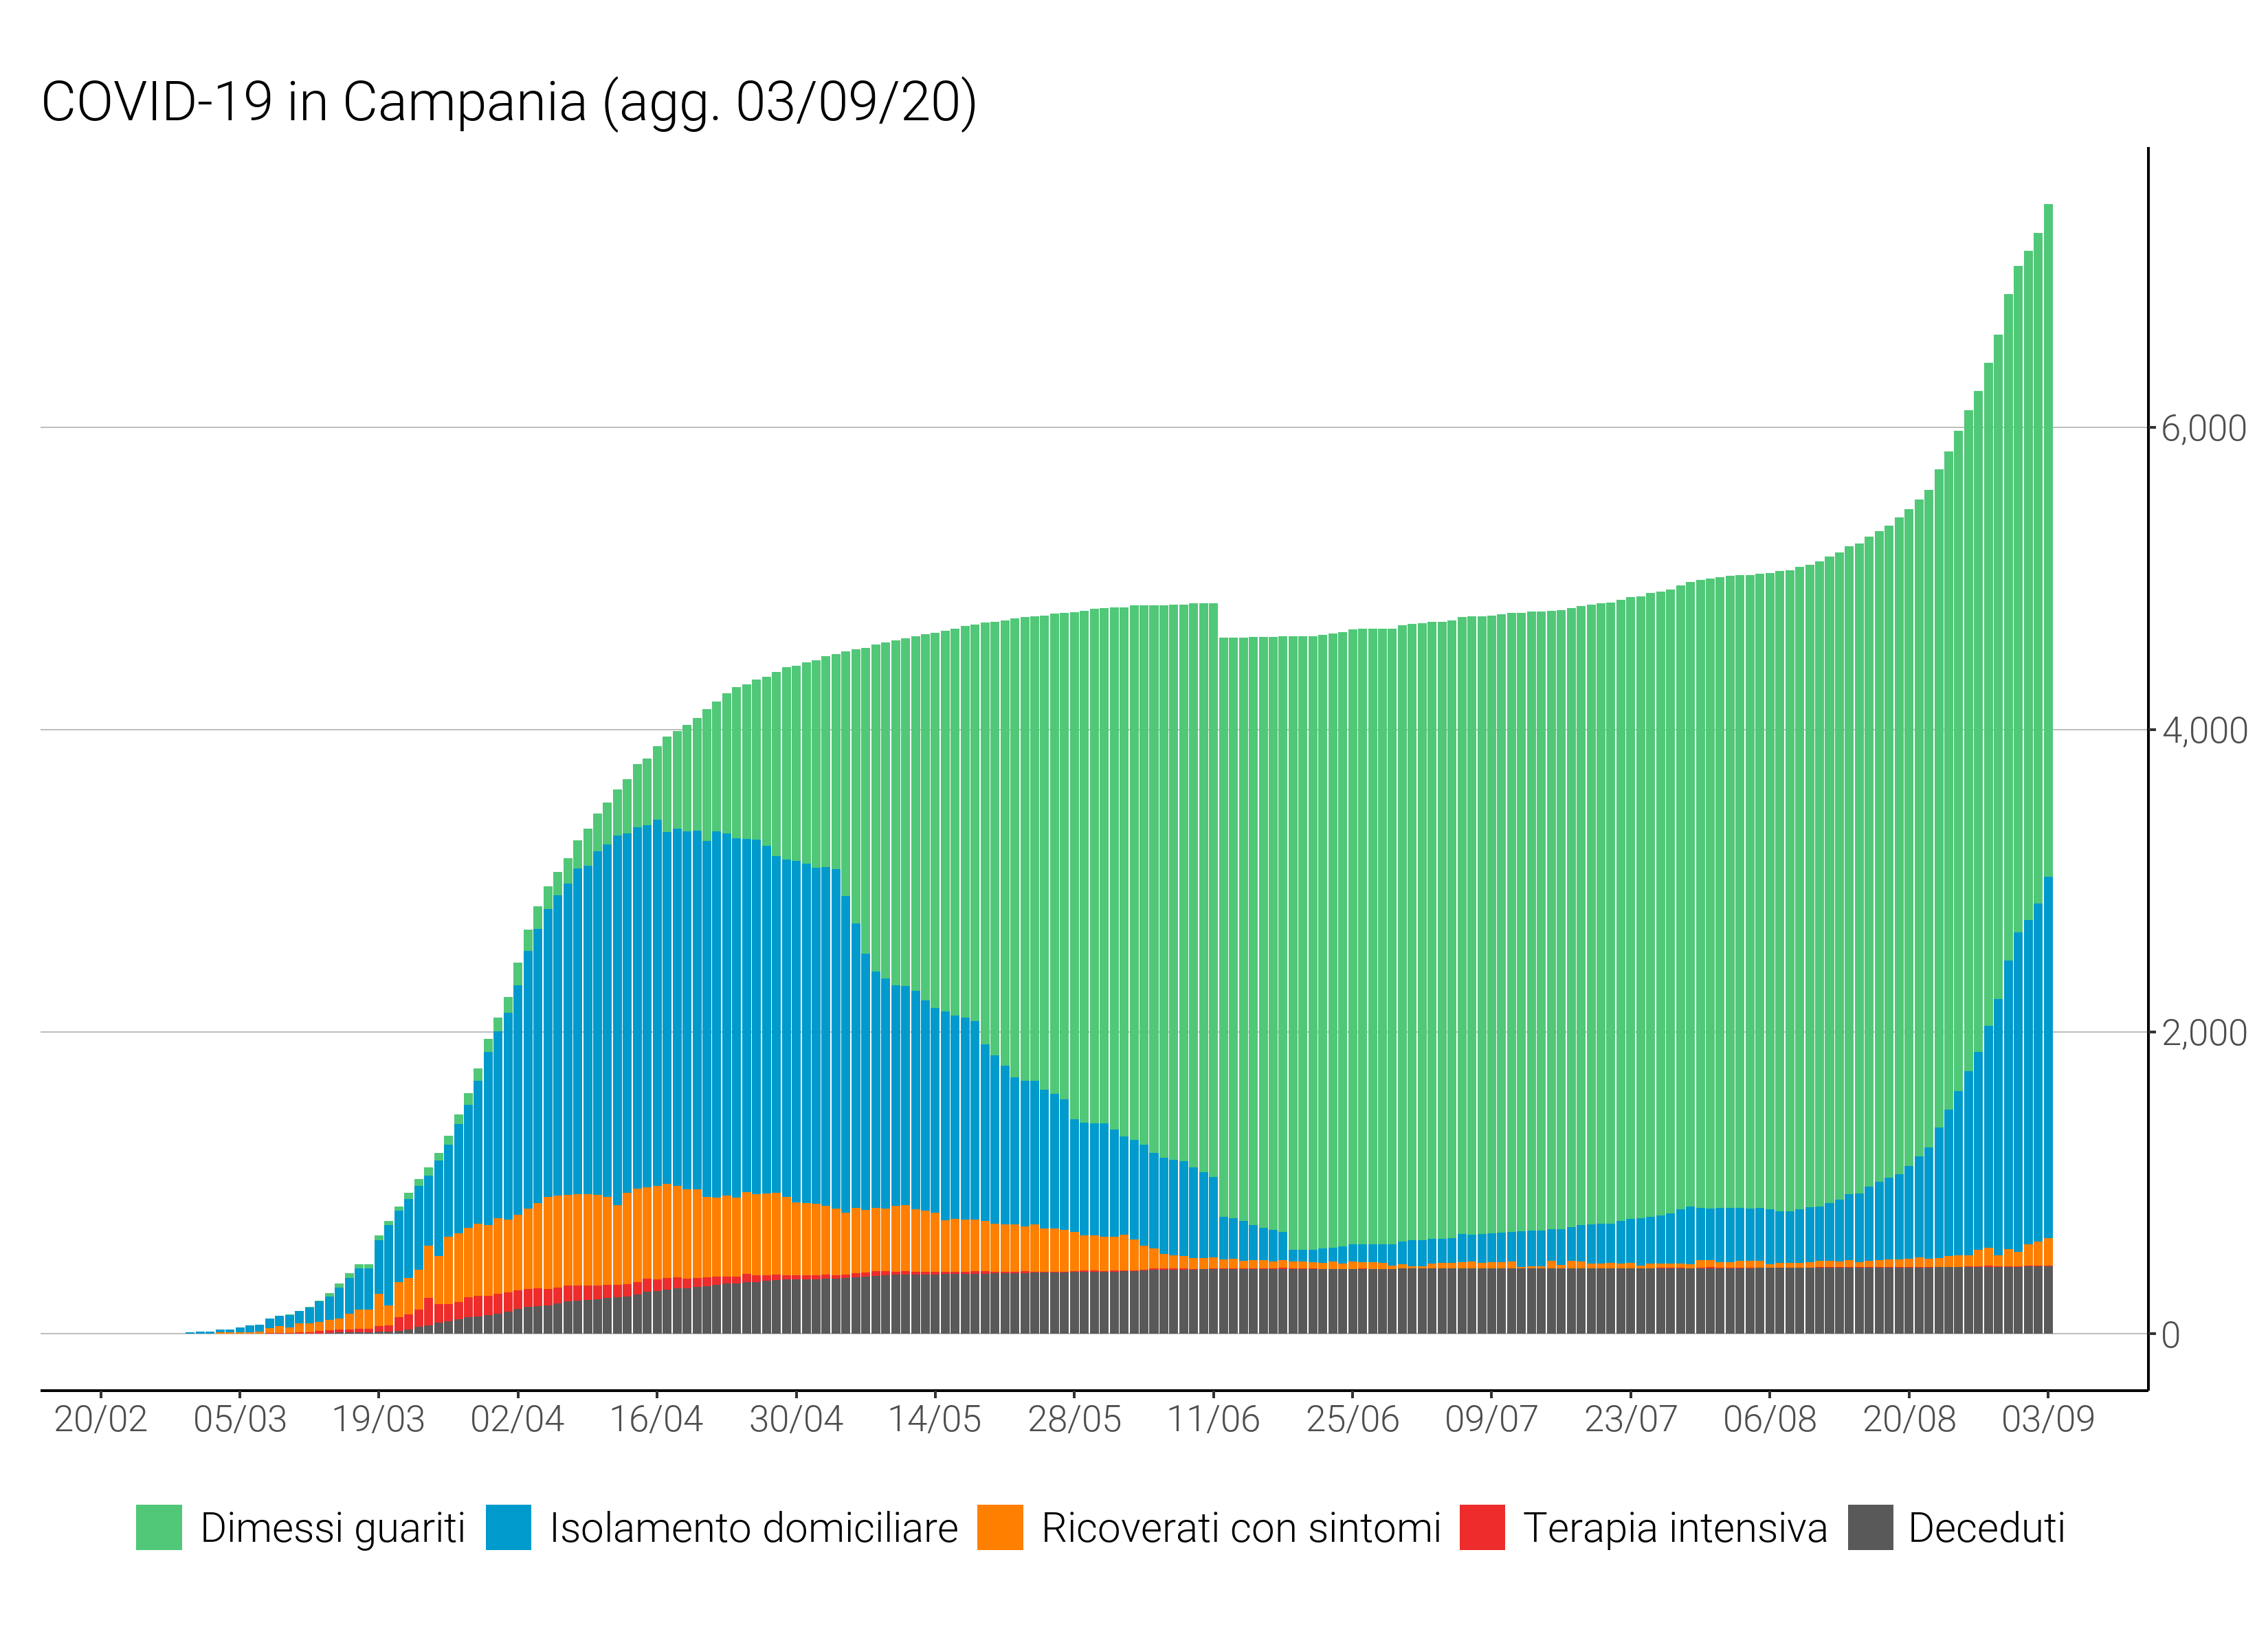 COVID-19 in Campania (agg. 03/09/20)
6,000
4,000
2,000
0
20/02 05/03 19/03 02/04 16/04 30/04 14/05 28/05 11/06 25/06 09/07 23/07 06/08 20/08 03/09
Dimessi guariti Isolamento domiciliare Ricoverati con sintomi Terapia intensiva Deceduti